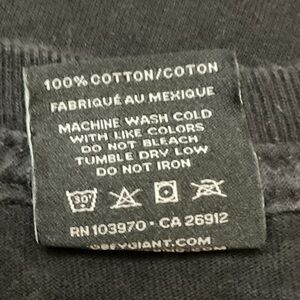 100% COTTON/COTON
FABRIQUÉ AU MEXIQUE
MACHINE WASH COLD
WITH LIKE COLORS
DO NOT BLEACH
TUMBLE DRY LOW
DO NOT IRON
30°
RN 103970 • CA 26912
OBEYGIANT.COM